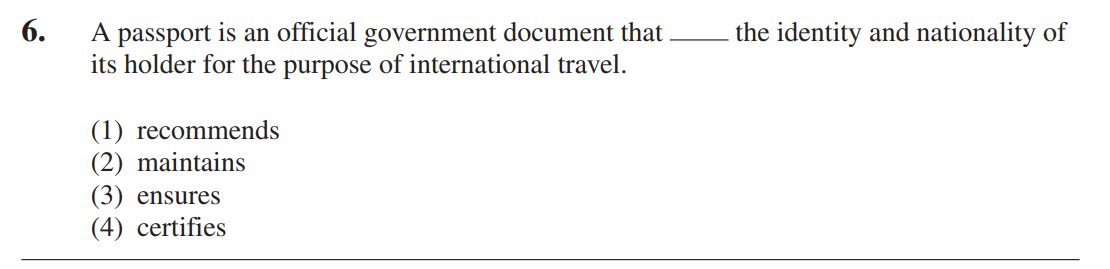 6. A passport is an official government document that ____ the identity and nationality of
its holder for the purpose of international travel.
(1) recommends
(2) maintains
(3) ensures
(4) certifies